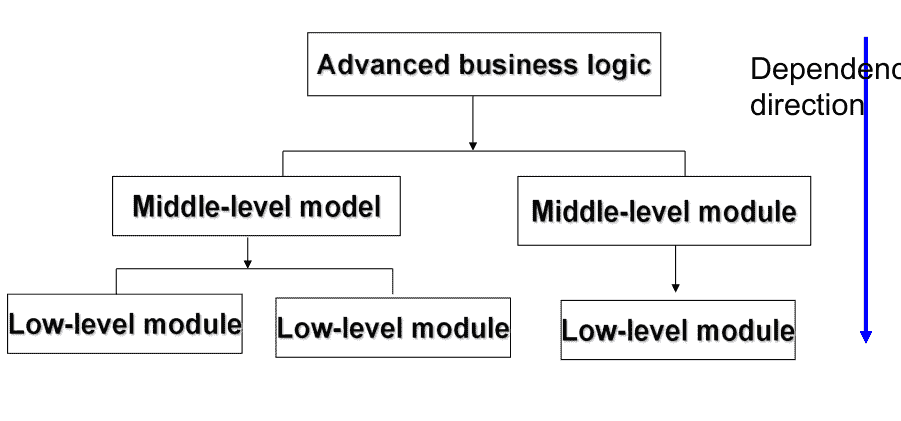 Advanced business logic
Dependenc
direction
Middle-level model
Middle-level module
Low-level module
Low-level module
Low-level module